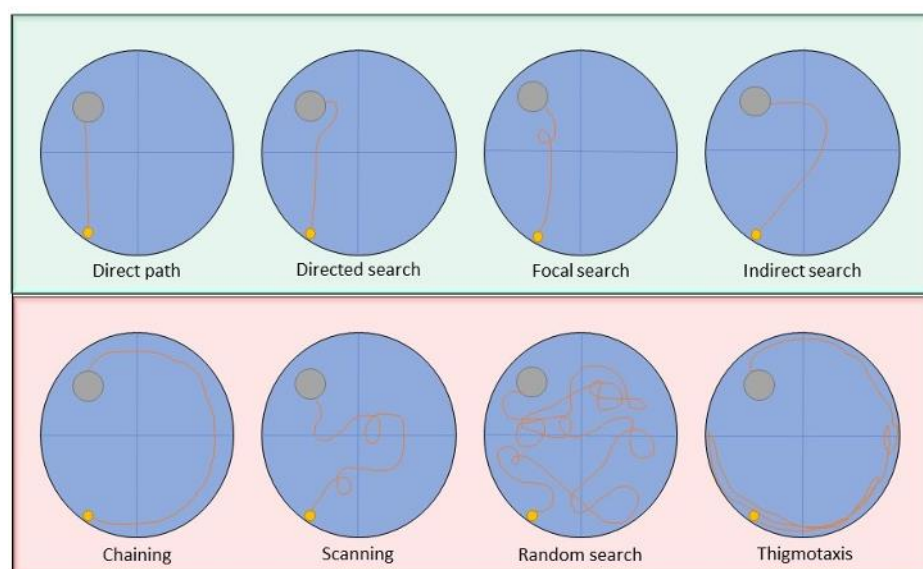 Direct path
Directed search
Focal search
Indirect search
Chaining
Scanning
Random search
Thigmotaxis